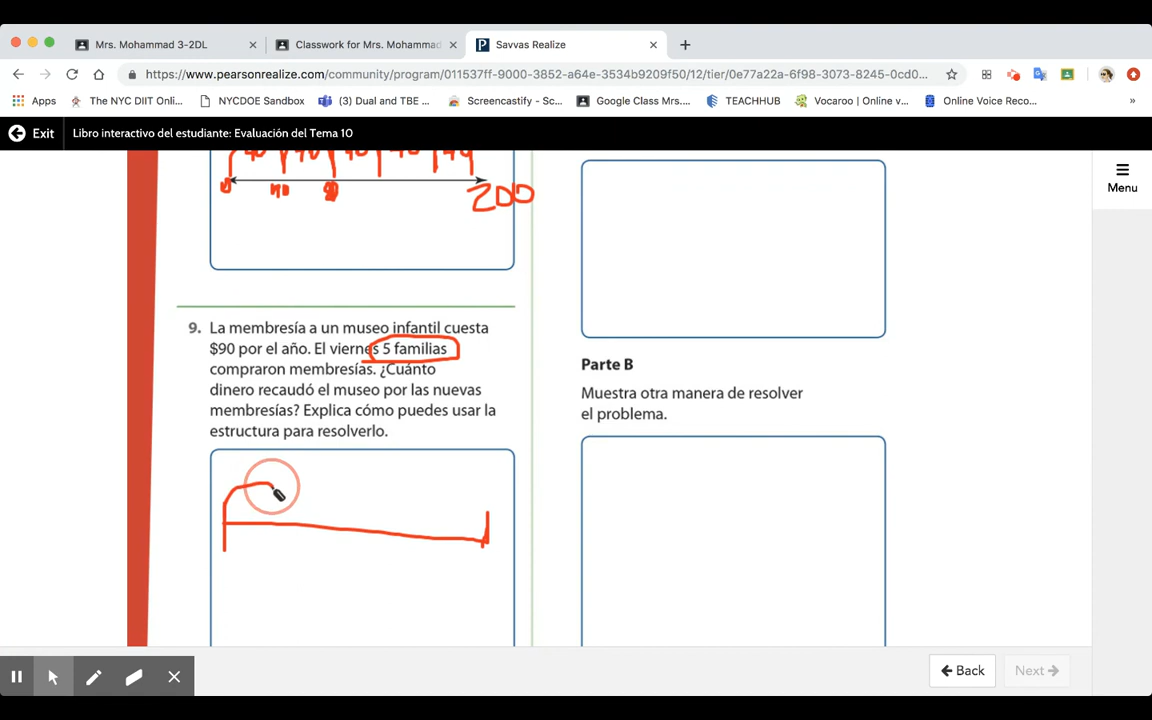 Mrs. Mohammad 3-2DL
Classwork for Mrs. Mohammad
Savvas Realize
https://www.pearsonrealize.com/community/program/011537ff-9000-3852-a64e-3534b9209f50/12/tier/0e77a22a-6f98-3073-8245-0cd0...
Apps
The NYC DIIT Onli...
NYCDOE Sandbox
(3) Dual and TBE ...
Screencastify - Sc...
Google Class Mrs....
TEACHHUB
Vocaroo | Online v...
Online Voice Reco...
»
Exit
Libro interactivo del estudiante: Evaluación del Tema 10
Menu
40
200
9. La membresía a un museo infantil cuesta
$90 por el año. El viernes 5 familias
compraron membresías. ¿Cuánto
dinero recaudó el museo por las nuevas
membresías? Explica cómo puedes usar la
estructura para resolverlo.
Parte B
Muestra otra manera de resolver
el problema.
Back
Next